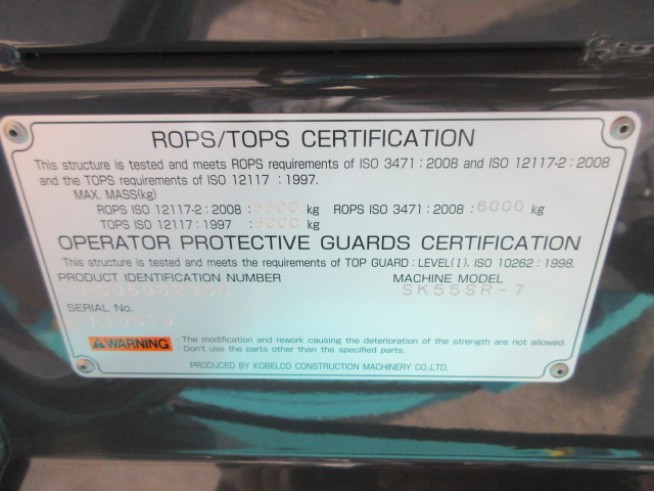 ROPS/TOPS CERTIFICATION
This structure is tested and meets ROPS requirements of ISO 3471 : 2008 and ISO 12117-2 : 2008
and the TOPS requirements of ISO 12117 : 1997.
MAX. MASS(kg)
ROPS ISO 12117-2 : 2008 : kg ROPS ISO 3471 : 2008 : 6000 kg
TOPS ISO 12117 : 1997 : kg
OPERATOR PROTECTIVE GUARDS CERTIFICATION
This structure is tested and meets the requirements of TOP GUARD : LEVEL(I), ISO 10262 : 1998.
PRODUCT IDENTIFICATION NUMBER MACHINE MODEL
SK55SR-7
SERIAL No.
WARNING
· The modification and rework causing the deterioration of the strength are not allowed.
· Don't use the parts other than the specified parts.
PRODUCED BY KOBELCO CONSTRUCTION MACHINERY CO.,LTD.